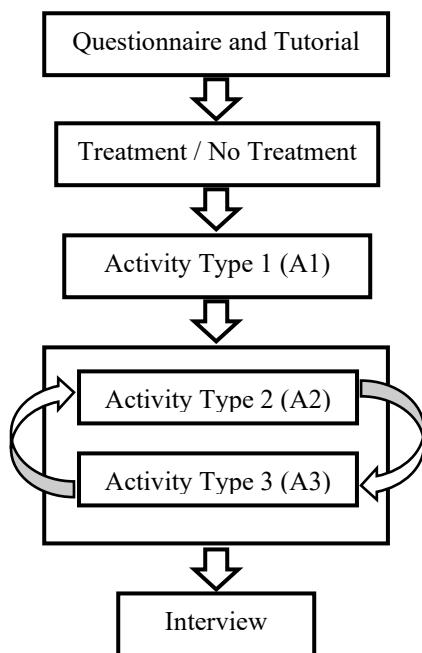 Questionnaire and Tutorial
Treatment / No Treatment
Activity Type 1 (A1)
Activity Type 2 (A2)
Activity Type 3 (A3)
Interview